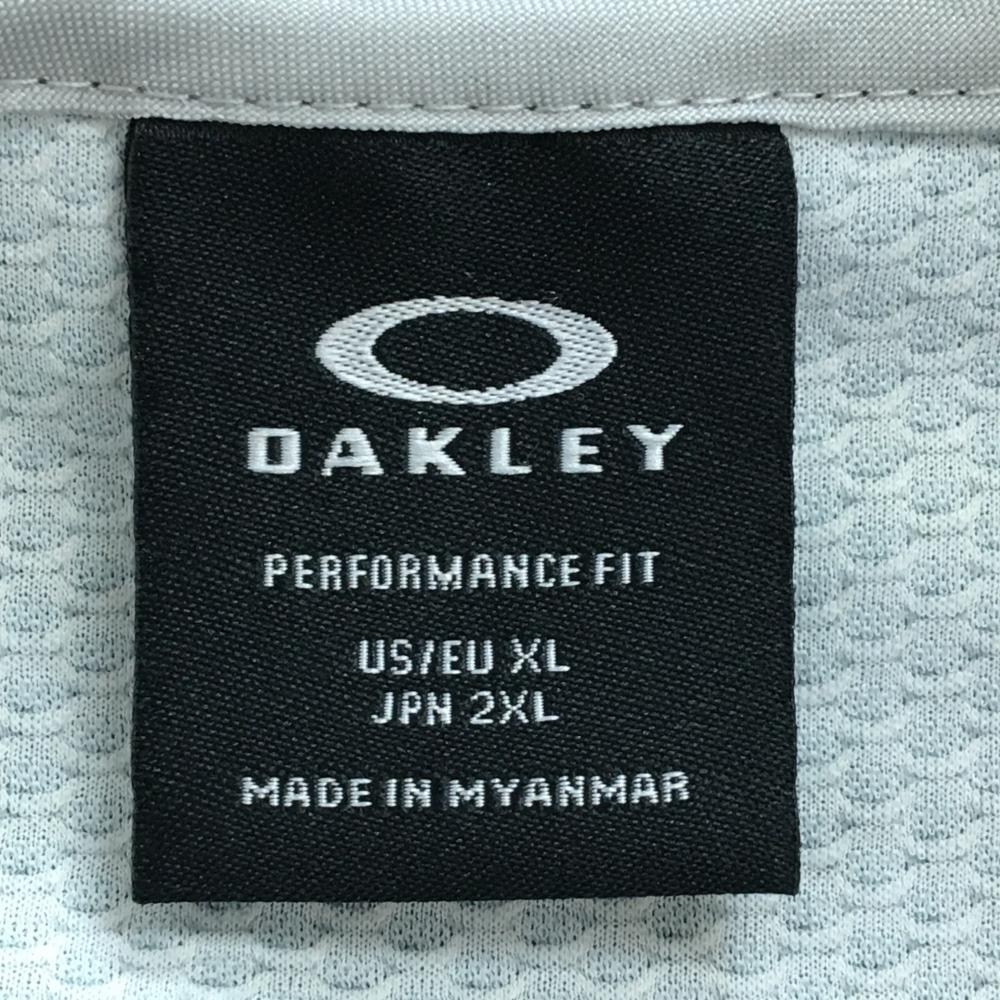 OAKLEY
PERFORMANCE FIT
US/EU XL
JPN 2XL
MADE IN MYANMAR